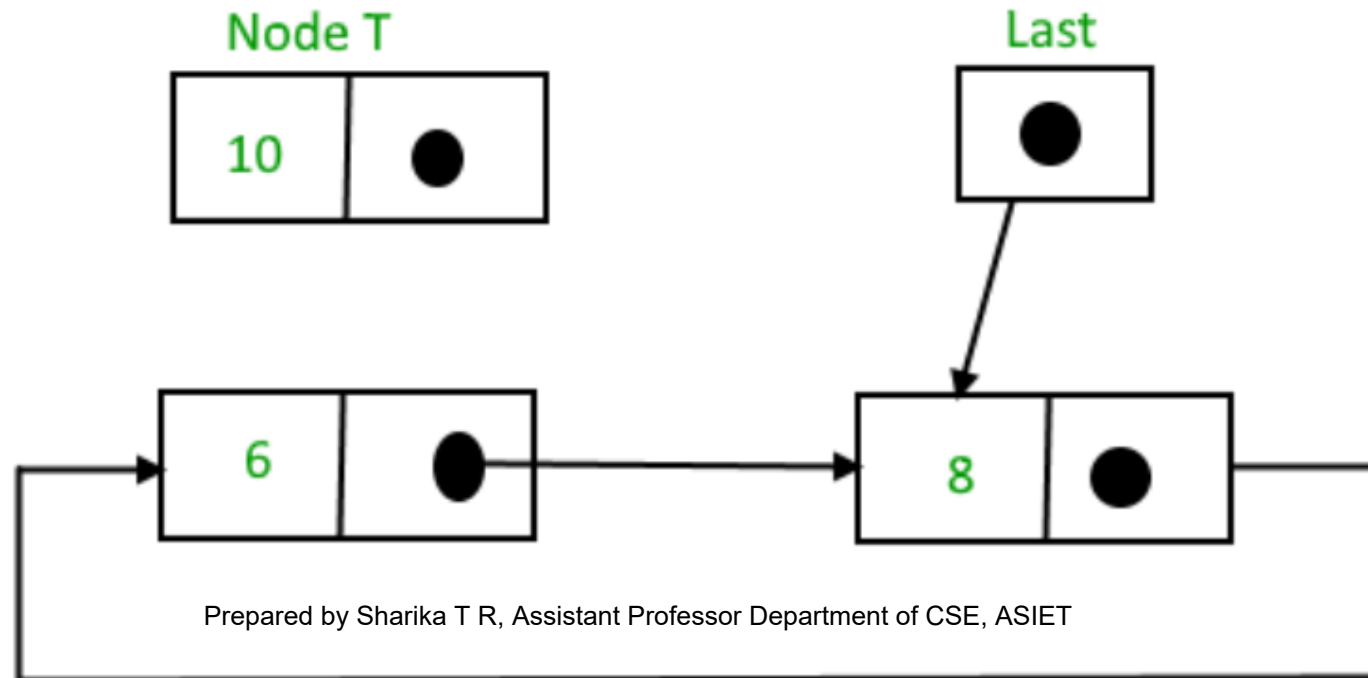 Node T
Last
10
6
8
Prepared by Sharika T R, Assistant Professor Department of CSE, ASIET